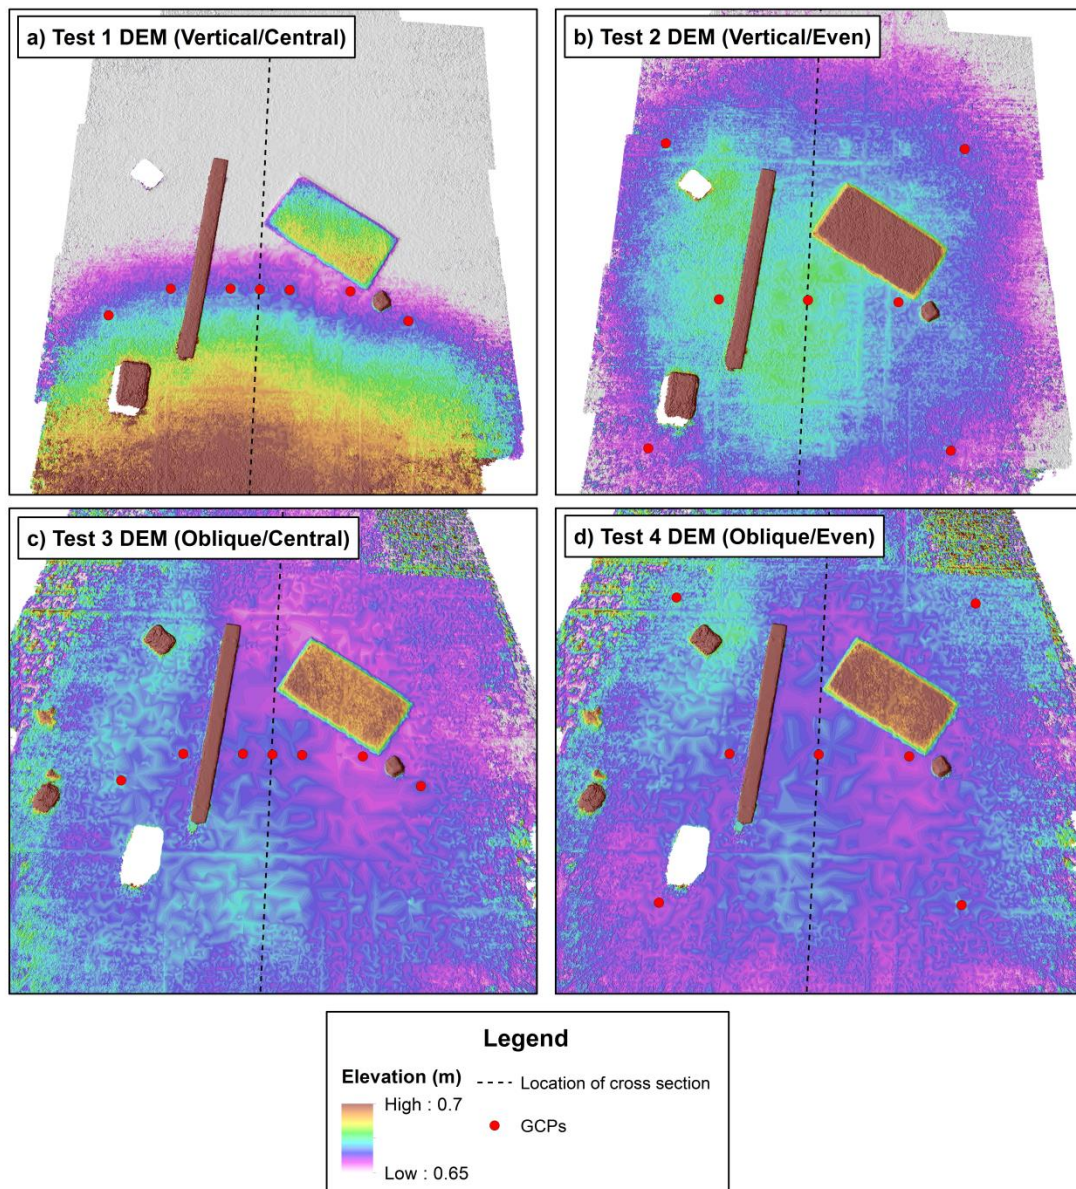 a) Test 1 DEM (Vertical/Central)
b) Test 2 DEM (Vertical/Even)
c) Test 3 DEM (Oblique/Central)
d) Test 4 DEM (Oblique/Even)
Legend
Elevation (m)
High : 0.7
Low : 0.65
Location of cross section
GCPs